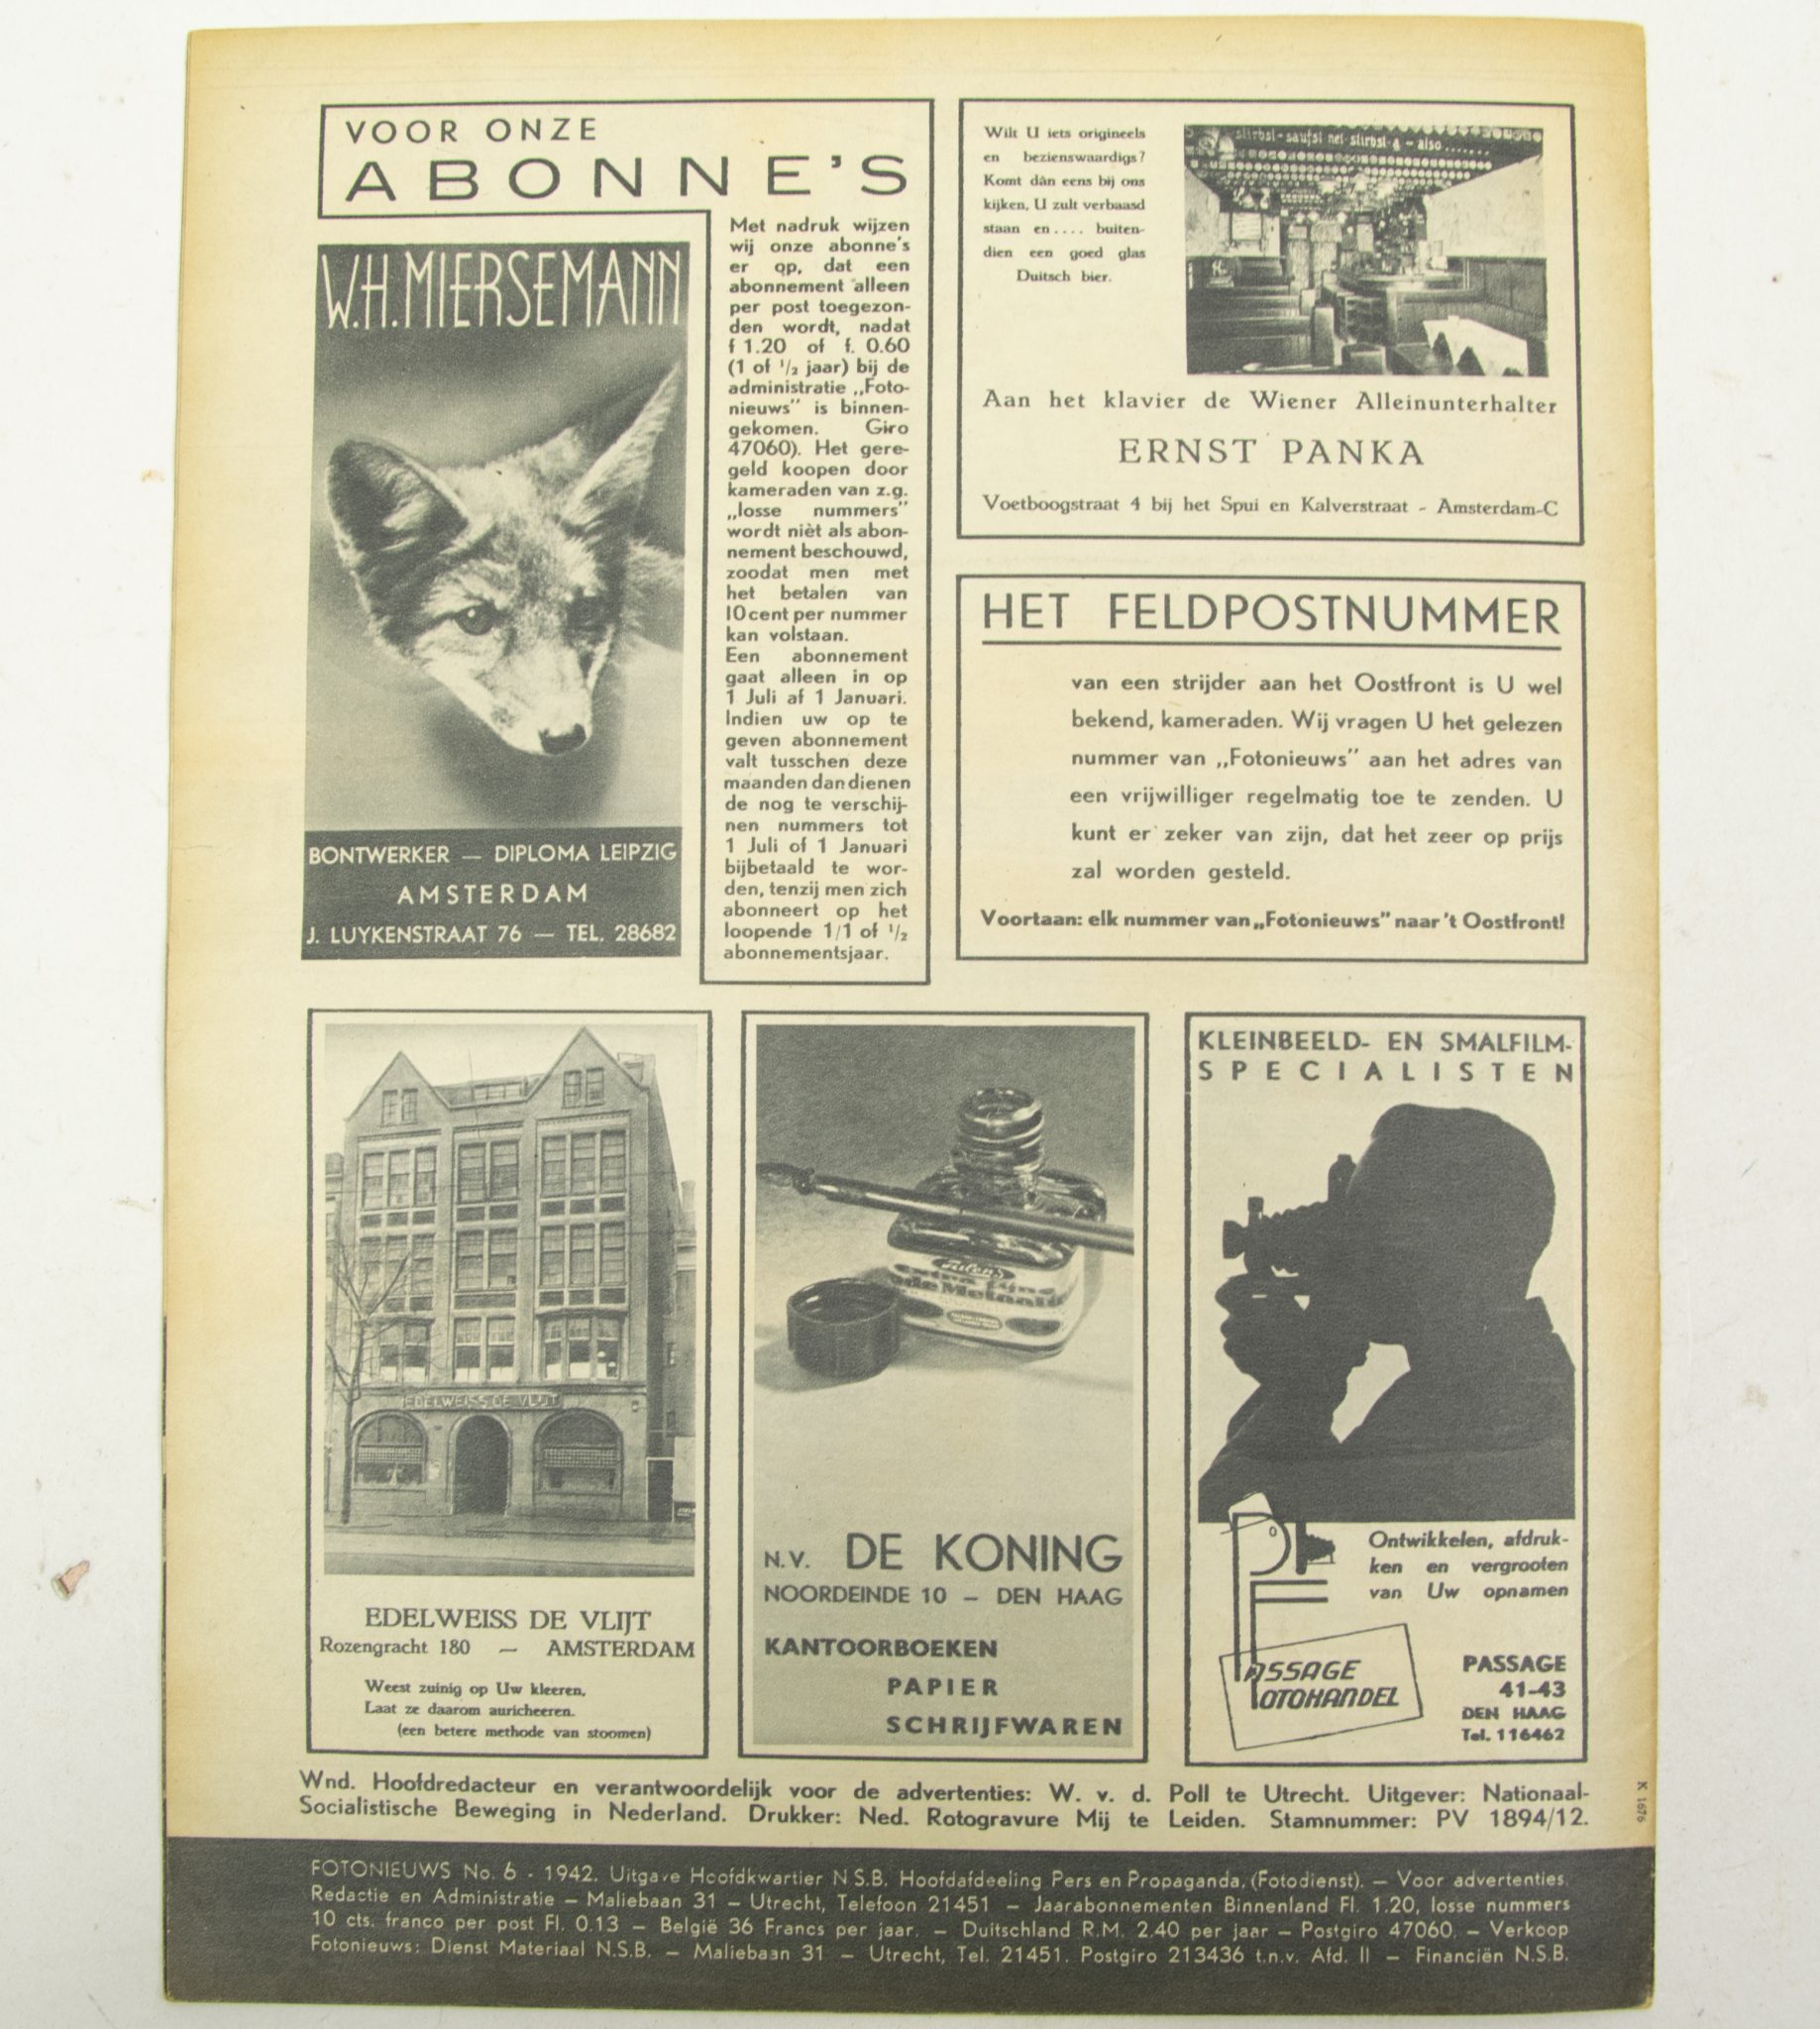 VOOR ONZE
ABONNE'S
Met nadruk wijzen
wij onze abonne's
er op, dat een
abonnement alleen
per post toegezon-
den wordt, nadat
f 1.20 of f. 0.60
(1 of ¹/₂ jaar) bij de
administratie „Foto-
nieuws" is binnen-
gekomen. Giro
47060). Het gere-
geld koopen door
kameraden van z.g.
„losse nummers"
wordt nièt als abon-
nement beschouwd,
zoodat men met
het betalen van
10 cent per nummer
kan volstaan.
Een abonnement
gaat alleen in op
1 Juli af 1 Januari.
Indien uw op te
geven abonnement
valt tusschen deze
maanden dan dienen
de nog te verschij-
nen nummers tot
1 Juli of 1 Januari
bijbetaald te wor-
den, tenzij men zich
abonneert op het
loopende 1/1 of ¹/₂
abonnementsjaar.
W.H. MIERSEMANN
BONTWERKER — DIPLOMA LEIPZIG
AMSTERDAM
J. LUYKENSTRAAT 76 — TEL. 28682
Wilt U iets origineels
en bezienswaardigs?
Komt dân eens bij ons
kijken, U zult verbaasd
staan en.... buiten-
dien een goed glas
Duitsch bier.
stirbst - saufst net stirbst a - also.......
Aan het klavier de Wiener Alleinunterhalter
ERNST PANKA
Voetboogstraat 4 bij het Spui en Kalverstraat - Amsterdam-C
HET FELDPOSTNUMMER
van een strijder aan het Oostfront is U wel
bekend, kameraden. Wij vragen U het gelezen
nummer van „Fotonieuws" aan het adres van
een vrijwilliger regelmatig toe te zenden. U
kunt er zeker van zijn, dat het zeer op prijs
zal worden gesteld.
Voortaan: elk nummer van „Fotonieuws" naar 't Oostfront!
EDELWEISS DE VLIJT
EDELWEISS DE VLIJT
Rozengracht 180 — AMSTERDAM
Weest zuinig op Uw kleeren,
Laat ze daarom auricheeren.
(een betere methode van stoomen)
Talens
N.V. DE KONING
NOORDEINDE 10 — DEN HAAG
KANTOORBOEKEN
PAPIER
SCHRIJFWAREN
KLEINBEELD- EN SMALFILM-
SPECIALISTEN
Ontwikkelen, afdruk-
ken en vergrooten
van Uw opnamen
PASSAGE
FOTOHANDEL
PASSAGE
41-43
DEN HAAG
Tel. 116462
Wnd. Hoofdredacteur en verantwoordelijk voor de advertenties: W. v. d. Poll te Utrecht. Uitgever: Nationaal-
Socialistische Beweging in Nederland. Drukker: Ned. Rotogravure Mij te Leiden. Stamnummer: PV 1894/12.
K 1676
FOTONIEUWS No. 6 - 1942. Uitgave Hoofdkwartier N.S.B. Hoofdafdeeling Pers en Propaganda, (Fotodienst). — Voor advertenties,
Redactie en Administratie — Maliebaan 31 — Utrecht, Telefoon 21451 — Jaarabonnementen Binnenland Fl. 1.20, losse nummers
10 cts. franco per post Fl. 0.13 — België 36 Francs per jaar. — Duitschland R.M. 2.40 per jaar — Postgiro 47060. — Verkoop
Fotonieuws: Dienst Materiaal N.S.B. — Maliebaan 31 — Utrecht, Tel. 21451. Postgiro 213436 t.n.v. Afd. II — Financiën N.S.B.